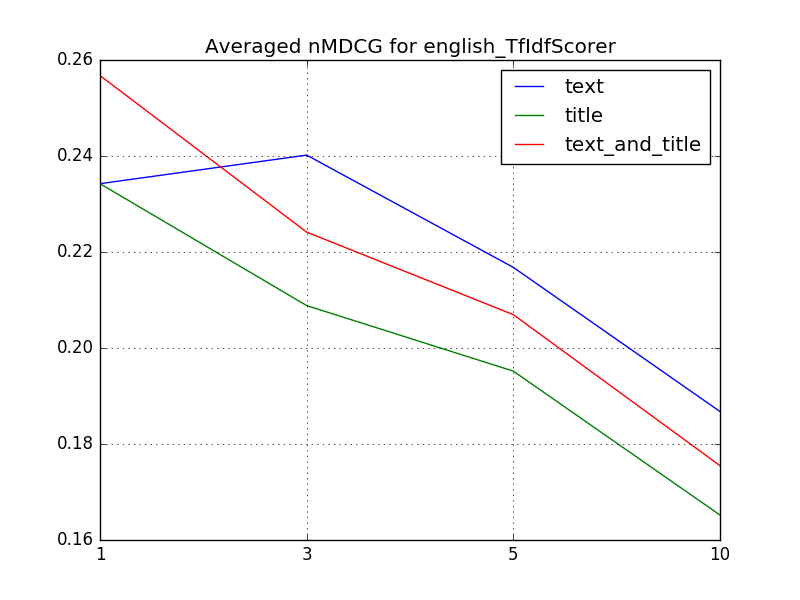 Averaged nMDCG for english_TfIdfScorer
text
title
text_and_title
0.26
0.24
0.22
0.20
0.18
0.16
1 3 5 10